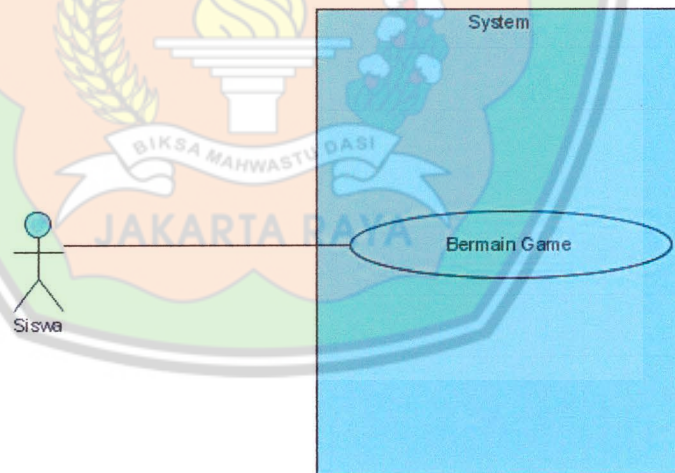 System
BIKSA MAHWASTU DASI
JAKARTA RAYA
Bermain Game
Siswa